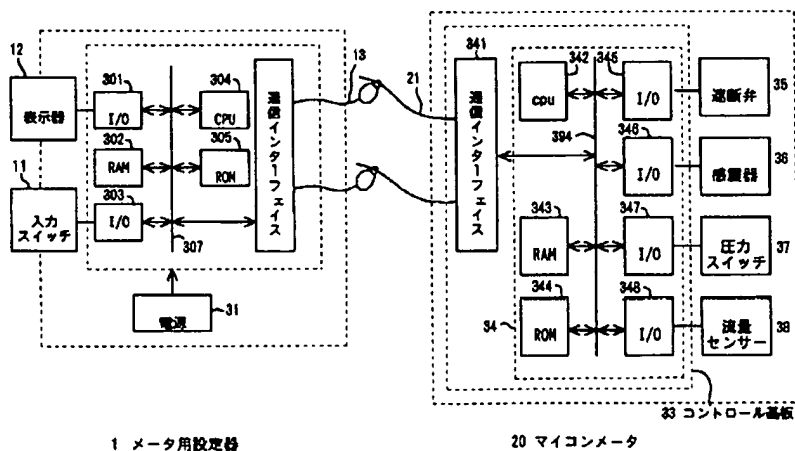 12
表示器
301
I/O
304
CPU
302
RAM
305
ROM
11
入力
スイッチ
303
I/O
307
通信インターフェイス
電源
31
13
21
341
通信インターフェイス
342
cpu
394
345
I/O
遮断弁
35
346
I/O
感震器
36
343
RAM
347
I/O
圧力
スイッチ
37
344
ROM
348
I/O
流量
センサー
38
34
33 コントロール基板
1 メータ用設定器
20 マイコンメータ